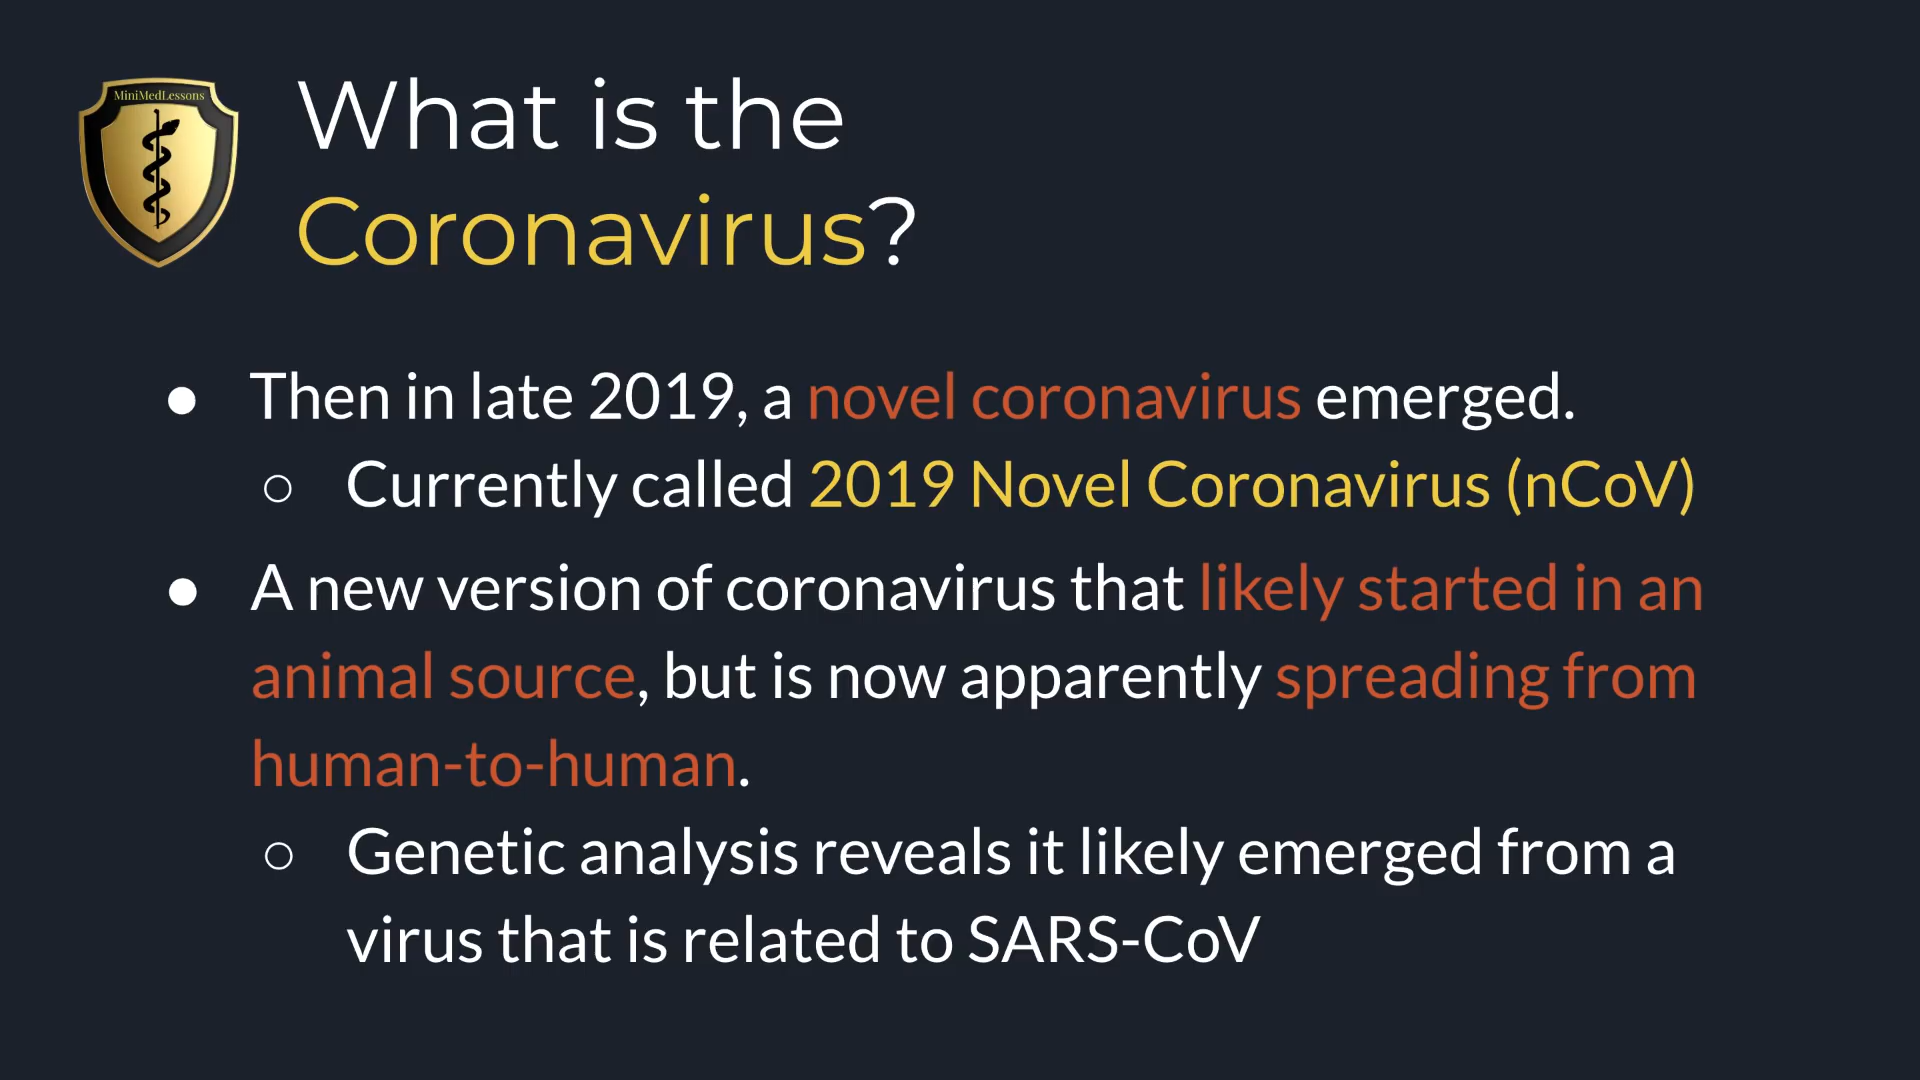 MiniMedLessons
What is the
Coronavirus?
● Then in late 2019, a novel coronavirus emerged.
○ Currently called 2019 Novel Coronavirus (nCoV)
● A new version of coronavirus that likely started in an
animal source, but is now apparently spreading from
human-to-human.
○ Genetic analysis reveals it likely emerged from a
virus that is related to SARS-CoV